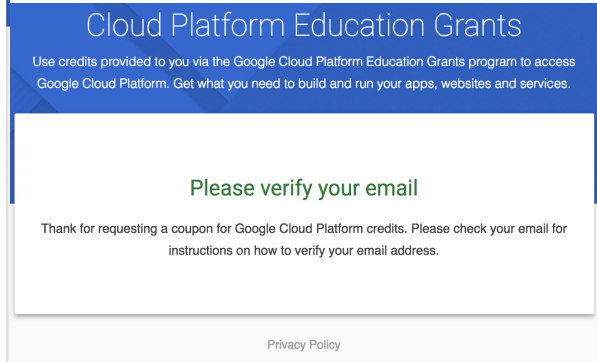 Cloud Platform Education Grants
Use credits provided to you via the Google Cloud Platform Education Grants program to access
Google Cloud Platform. Get what you need to build and run your apps, websites and services.
Please verify your email
Thank for requesting a coupon for Google Cloud Platform credits. Please check your email for
instructions on how to verify your email address.
Privacy Policy